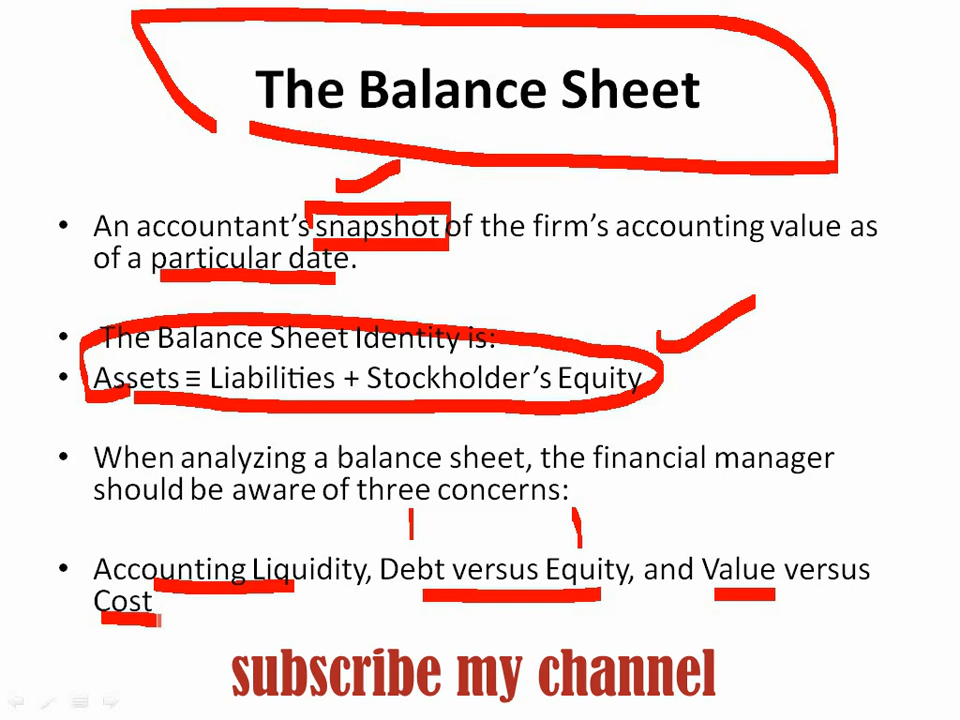 The Balance Sheet
• An accountant's snapshot of the firm's accounting value as
of a particular date.
• The Balance Sheet Identity is:
• Assets ≡ Liabilities + Stockholder's Equity
• When analyzing a balance sheet, the financial manager
should be aware of three concerns:
• Accounting Liquidity, Debt versus Equity, and Value versus
Cost
subscribe my channel